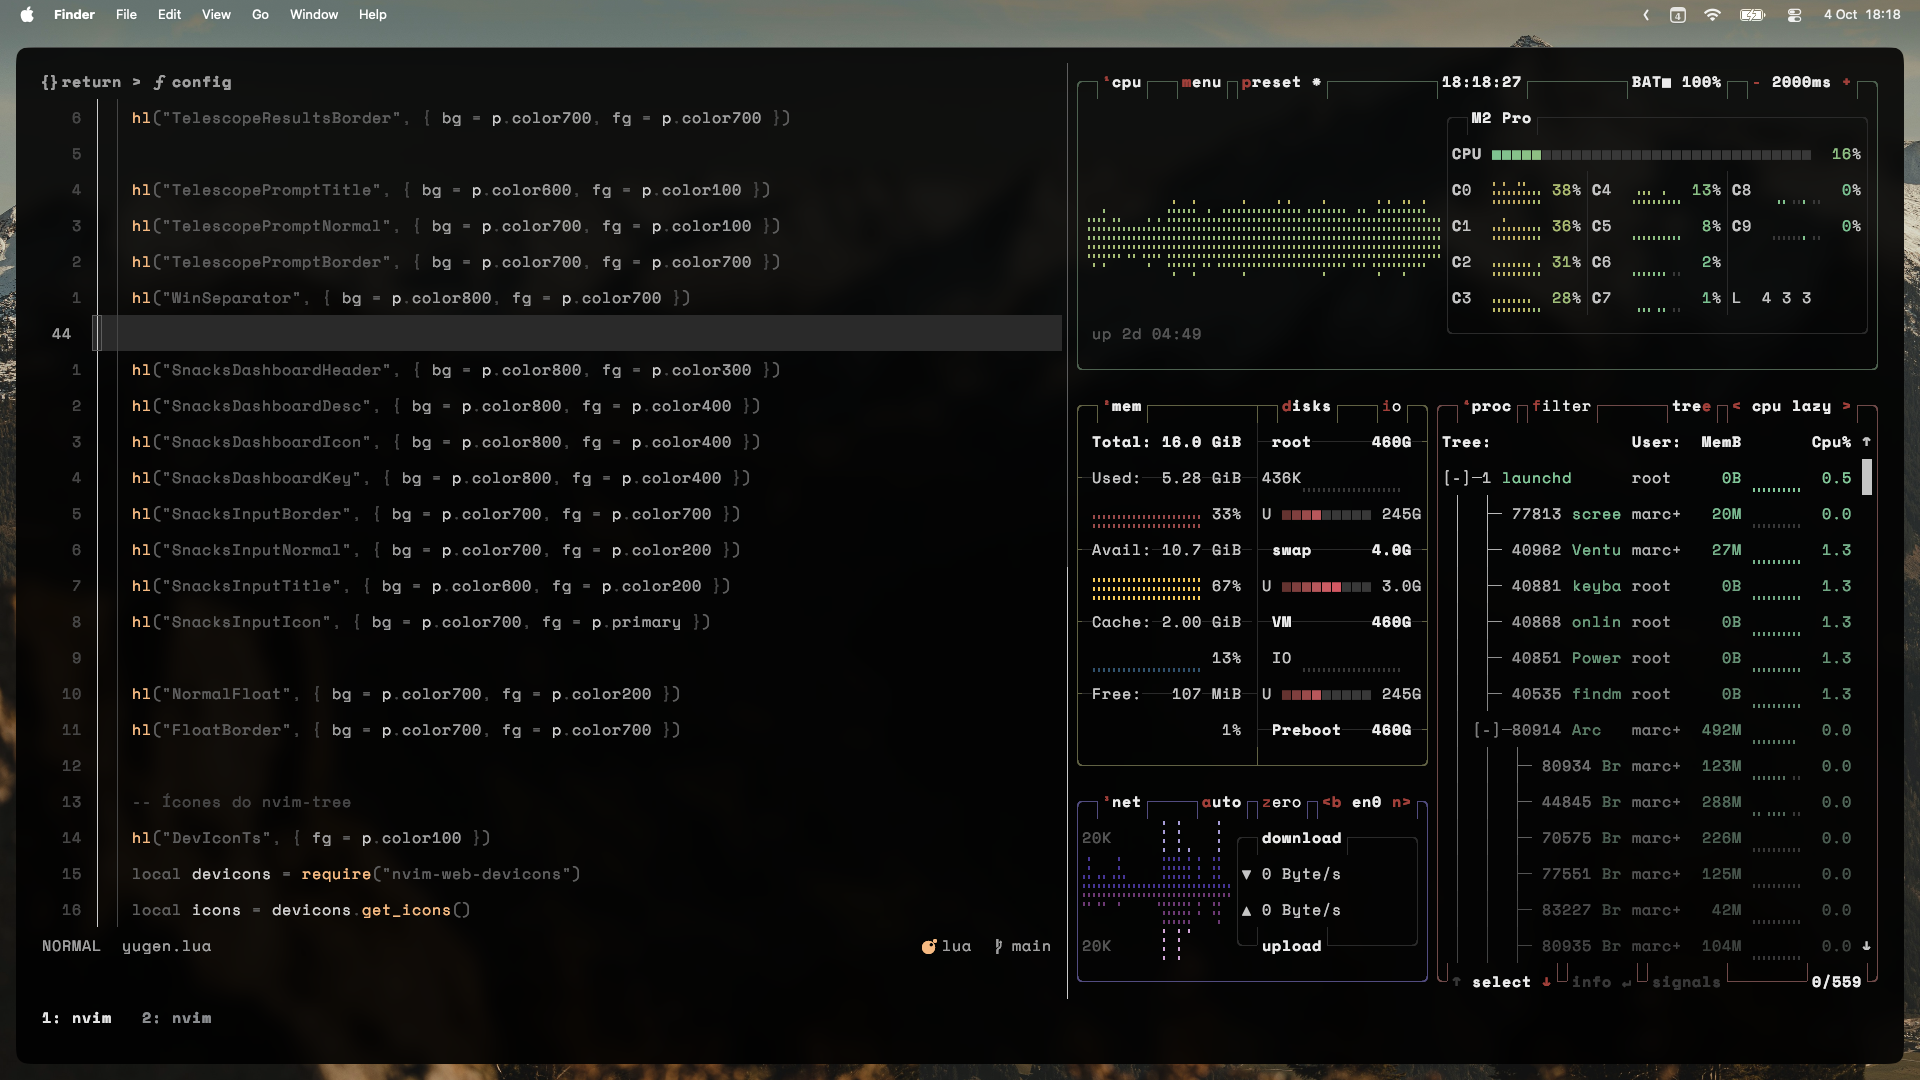 Finder File Edit View Go Window Help
4 4 Oct 18:18
{}return > ƒ config
6 hl("TelescopeResultsBorder", { bg = p.color700, fg = p.color700 })
5
4 hl("TelescopePromptTitle", { bg = p.color600, fg = p.color100 })
3 hl("TelescopePromptNormal", { bg = p.color700, fg = p.color100 })
2 hl("TelescopePromptBorder", { bg = p.color700, fg = p.color700 })
1 hl("WinSeparator", { bg = p.color800, fg = p.color700 })
44
1 hl("SnacksDashboardHeader", { bg = p.color800, fg = p.color300 })
2 hl("SnacksDashboardDesc", { bg = p.color800, fg = p.color400 })
3 hl("SnacksDashboardIcon", { bg = p.color800, fg = p.color400 })
4 hl("SnacksDashboardKey", { bg = p.color800, fg = p.color400 })
5 hl("SnacksInputBorder", { bg = p.color700, fg = p.color700 })
6 hl("SnacksInputNormal", { bg = p.color700, fg = p.color200 })
7 hl("SnacksInputTitle", { bg = p.color600, fg = p.color200 })
8 hl("SnacksInputIcon", { bg = p.color700, fg = p.primary })
9
10 hl("NormalFloat", { bg = p.color700, fg = p.color200 })
11 hl("FloatBorder", { bg = p.color700, fg = p.color700 })
12
13 -- Ícones do nvim-tree
14 hl("DevIconTs", { fg = p.color100 })
15 local devicons = require("nvim-web-devicons")
16 local icons = devicons.get_icons()
NORMAL yugen.lua lua main
1: nvim 2: nvim
¹cpu menu preset * 18:18:27 BAT■ 100% - 2000ms +
M2 Pro
CPU 16%
C0 38% C4 13% C8 0%
C1 36% C5 8% C9 0%
C2 31% C6 2%
C3 28% C7 1% L 4 3 3
up 2d 04:49
²mem disks io
Total: 16.0 GiB root 460G
Used: 5.28 GiB 436K
33% U 245G
Avail: 10.7 GiB swap 4.0G
67% U 3.0G
Cache: 2.00 GiB VM 460G
13% IO
Free: 107 MiB U 245G
1% Preboot 460G
³net auto zero <b en0 n>
20K download
▼ 0 Byte/s
▲ 0 Byte/s
20K upload
⁴proc filter tree < cpu lazy >
Tree: User: MemB Cpu% ↑
[-]─1 launchd root 0B 0.5
77813 scree marc+ 20M 0.0
40962 Ventu marc+ 27M 1.3
40881 keyba root 0B 1.3
40868 onlin root 0B 1.3
40851 Power root 0B 1.3
40535 findm root 0B 1.3
[-]─80914 Arc marc+ 492M 0.0
80934 Br marc+ 123M 0.0
44845 Br marc+ 288M 0.0
70575 Br marc+ 226M 0.0
77551 Br marc+ 125M 0.0
83227 Br marc+ 42M 0.0
80935 Br marc+ 104M 0.0 ↓
↑ select ↓ info ↵ signals 0/559